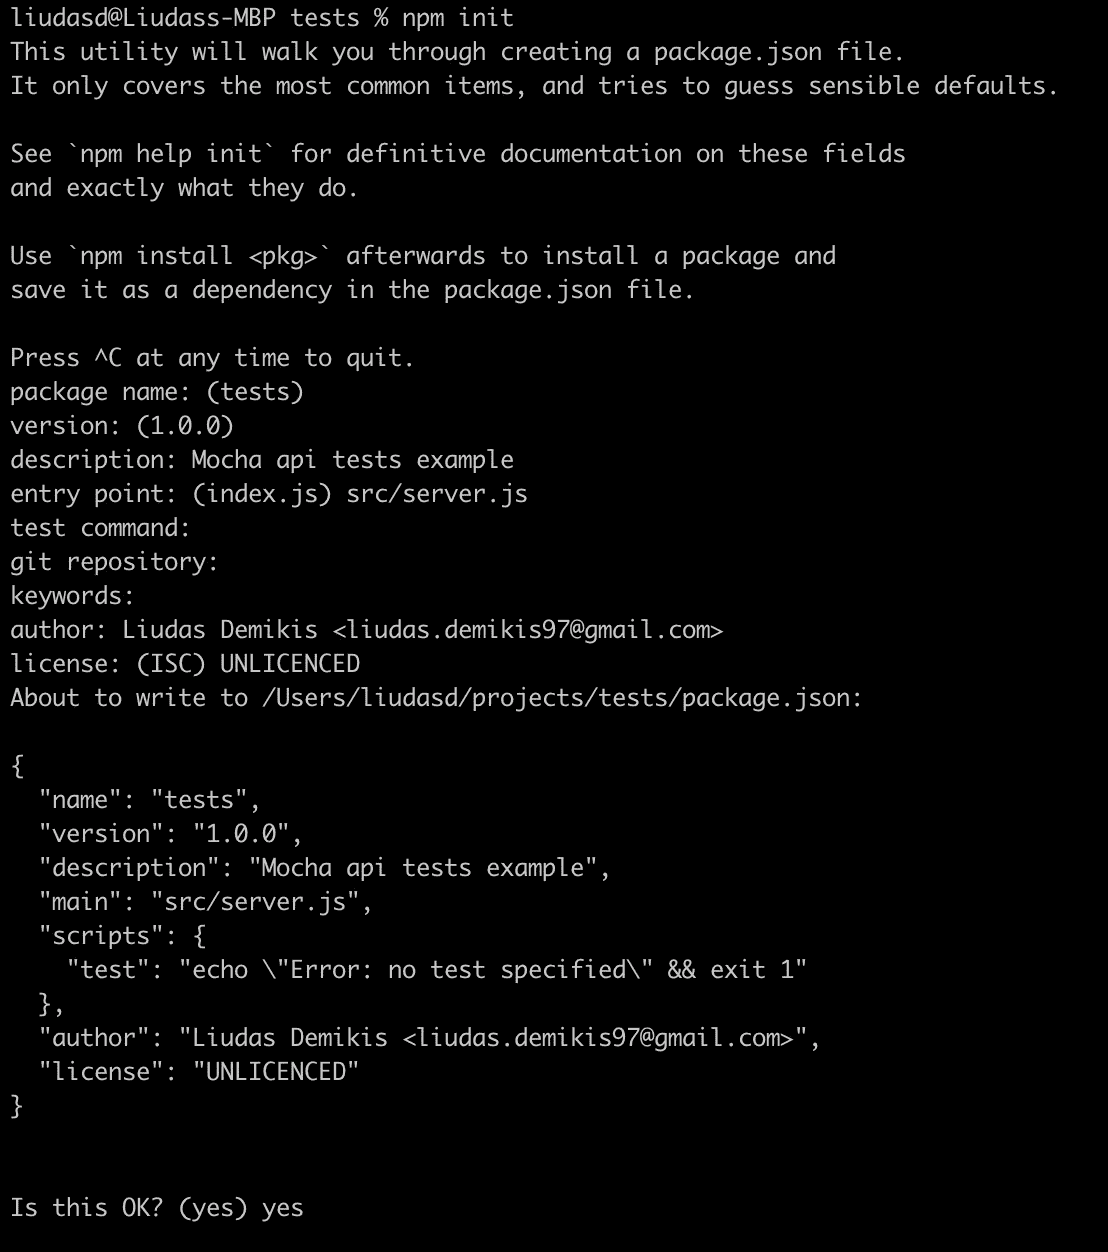 liudasd@Liudass-MBP tests % npm init
This utility will walk you through creating a package.json file.
It only covers the most common items, and tries to guess sensible defaults.

See `npm help init` for definitive documentation on these fields
and exactly what they do.

Use `npm install <pkg>` afterwards to install a package and
save it as a dependency in the package.json file.

Press ^C at any time to quit.
package name: (tests)
version: (1.0.0)
description: Mocha api tests example
entry point: (index.js) src/server.js
test command:
git repository:
keywords:
author: Liudas Demikis <liudas.demikis97@gmail.com>
license: (ISC) UNLICENCED
About to write to /Users/liudasd/projects/tests/package.json:

{
  "name": "tests",
  "version": "1.0.0",
  "description": "Mocha api tests example",
  "main": "src/server.js",
  "scripts": {
    "test": "echo \"Error: no test specified\" && exit 1"
  },
  "author": "Liudas Demikis <liudas.demikis97@gmail.com>",
  "license": "UNLICENCED"
}


Is this OK? (yes) yes